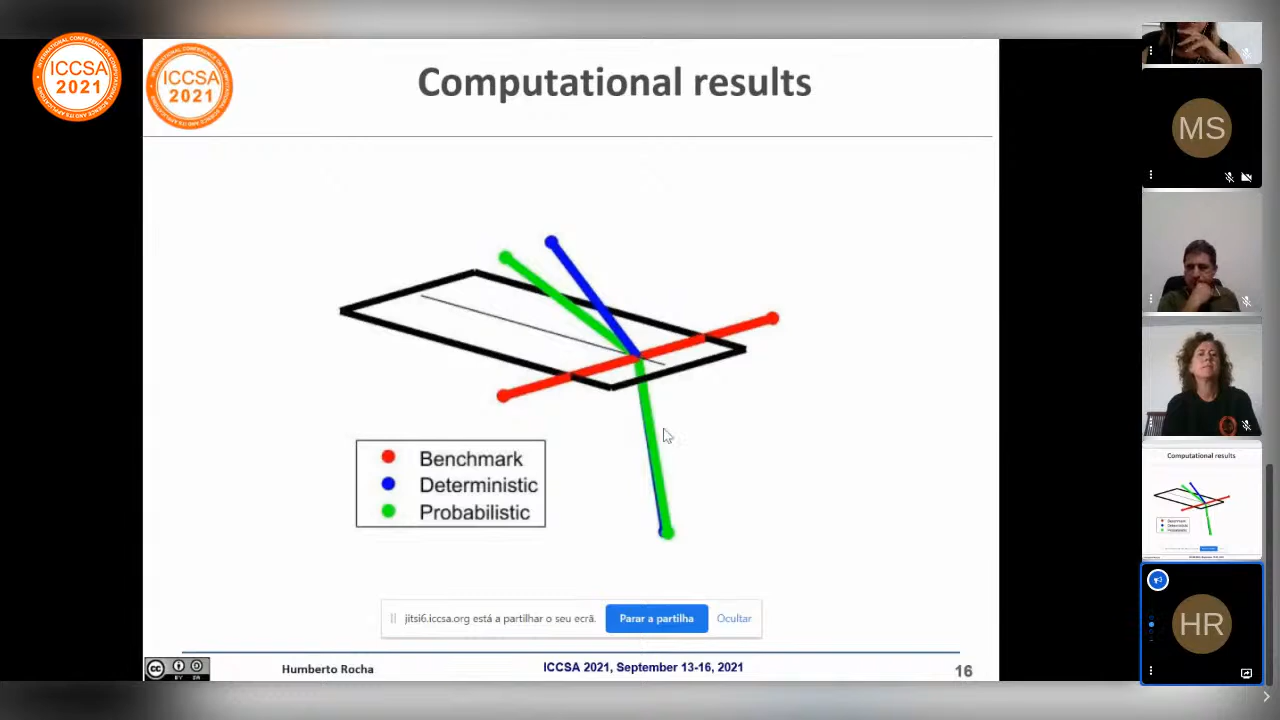 ICCSA
2021
ICCSA
2021
Computational results
Benchmark
Deterministic
Probabilistic
jitsi6.iccsa.org está a partilhar o seu ecrã.
Parar a partilha
Ocultar
Humberto Rocha
ICCSA 2021, September 13-16, 2021
16
MS
Computational results
HR